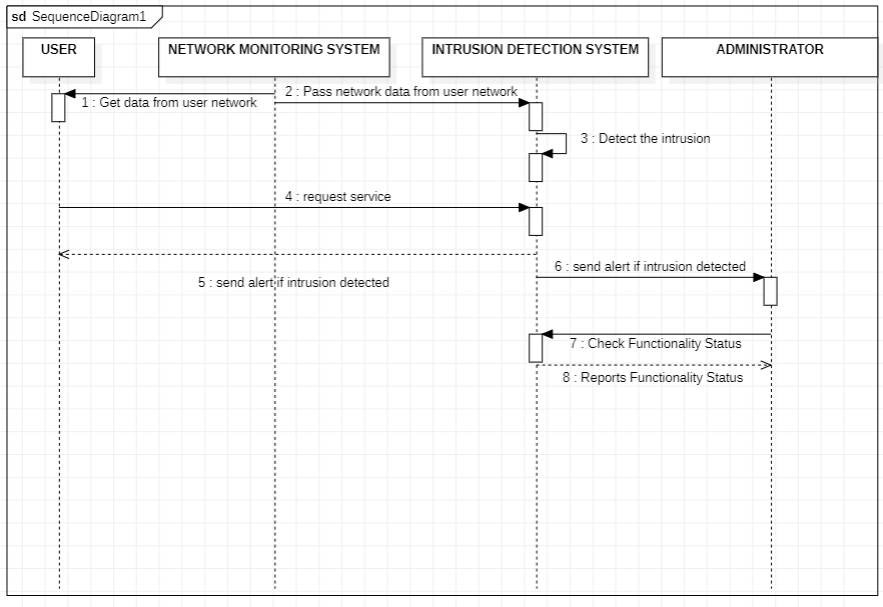 sd SequenceDiagram1
USER
NETWORK MONITORING SYSTEM
INTRUSION DETECTION SYSTEM
ADMINISTRATOR
1 : Get data from user network
2 : Pass network data from user network
3 : Detect the intrusion
4 : request service
5 : send alert if intrusion detected
6 : send alert if intrusion detected
7 : Check Functionality Status
8 : Reports Functionality Status